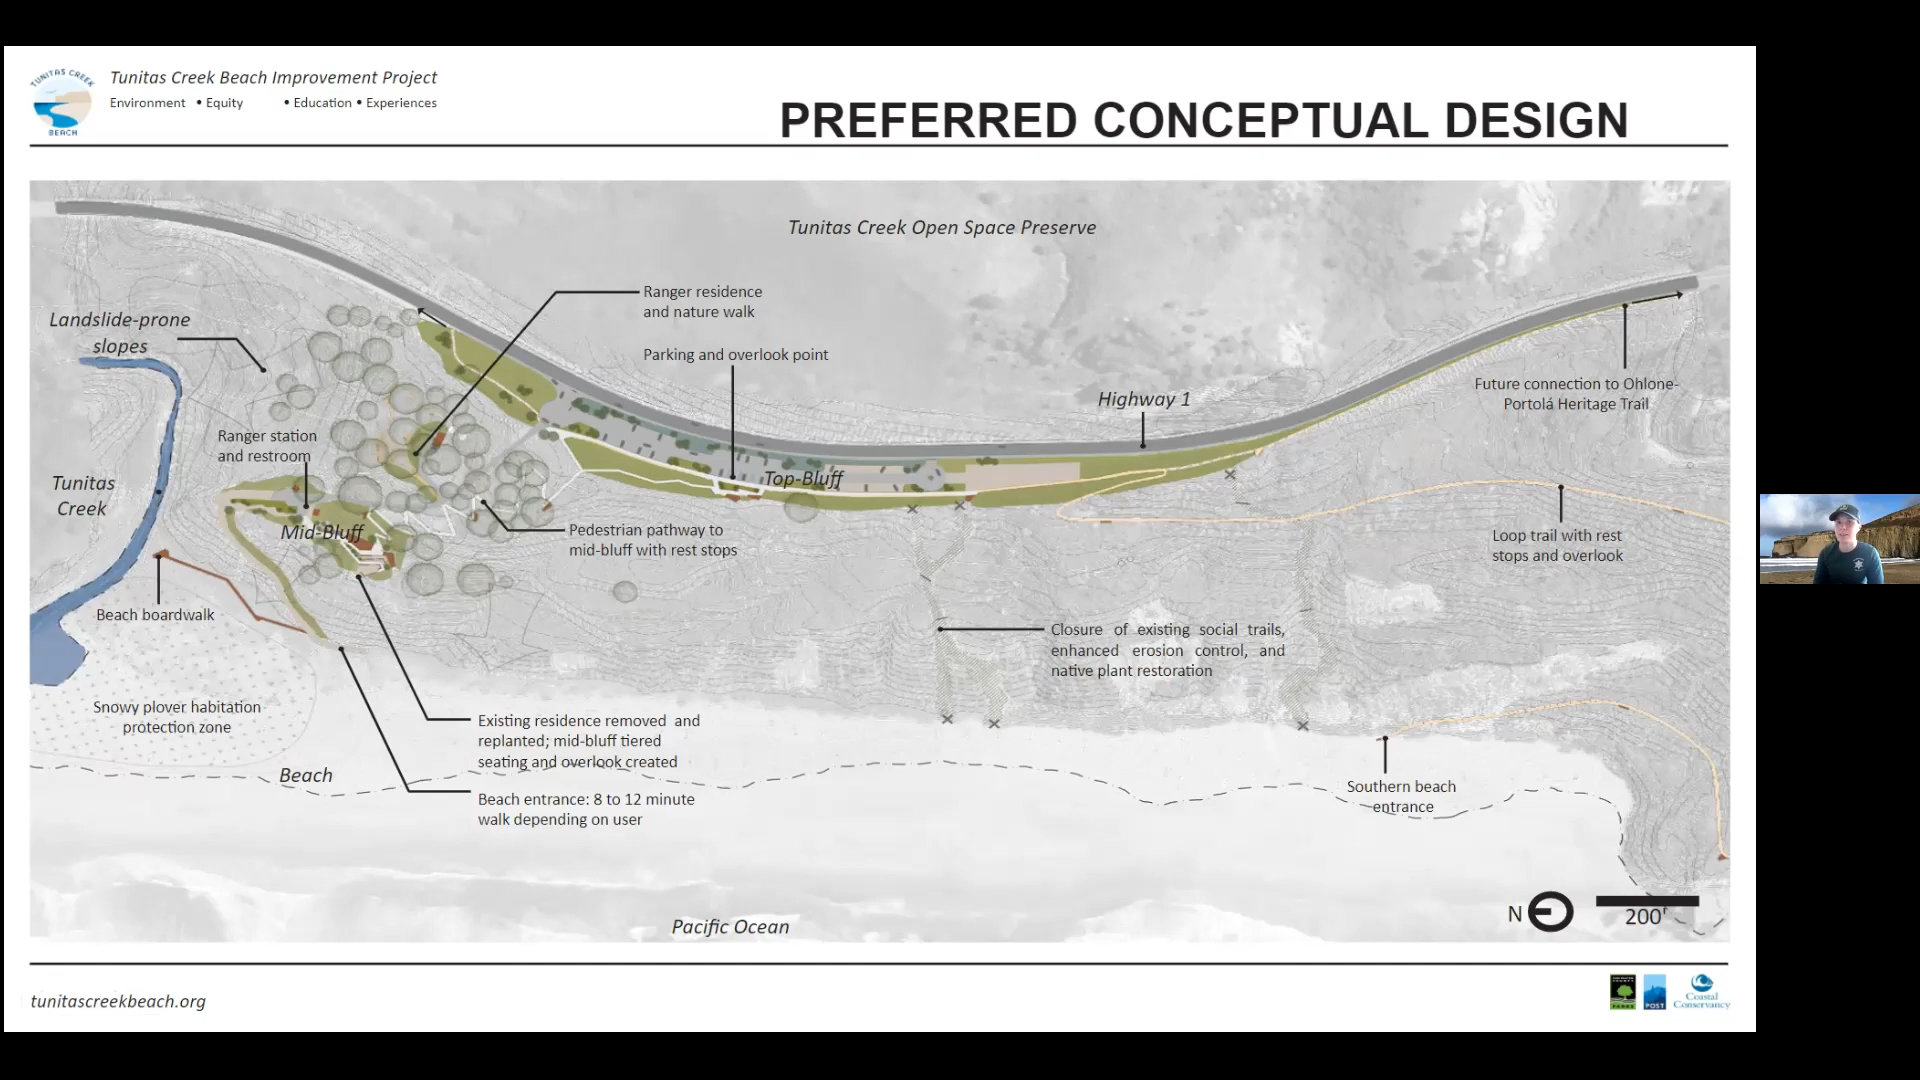 TUNITAS CREEK
BEACH
Tunitas Creek Beach Improvement Project
Environment • Equity • Education • Experiences
PREFERRED CONCEPTUAL DESIGN
Tunitas Creek Open Space Preserve
Ranger residence
and nature walk
Landslide-prone
slopes
Parking and overlook point
Highway 1
Future connection to Ohlone-
Portolá Heritage Trail
Ranger station
and restroom
Top-Bluff
Tunitas
Creek
Mid-Bluff
Pedestrian pathway to
mid-bluff with rest stops
Loop trail with rest
stops and overlook
Beach boardwalk
Closure of existing social trails,
enhanced erosion control, and
native plant restoration
Snowy plover habitation
protection zone
Existing residence removed and
replanted; mid-bluff tiered
seating and overlook created
Beach
Beach entrance: 8 to 12 minute
walk depending on user
Southern beach
entrance
Pacific Ocean
N
200'
tunitascreekbeach.org
PARKS
POST
Coastal
Conservancy